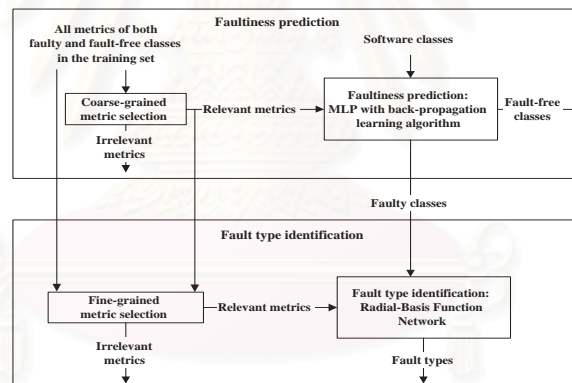 Faultiness prediction
All metrics of both
faulty and fault-free classes
in the training set
Software classes
Coarse-grained
metric selection
Relevant metrics
Faultiness prediction:
MLP with back-propagation
learning algorithm
Fault-free
classes
Irrelevant
metrics
Faulty classes
Fault type identification
Fine-grained
metric selection
Relevant metrics
Fault type identification:
Radial-Basis Function
Network
Irrelevant
metrics
Fault types